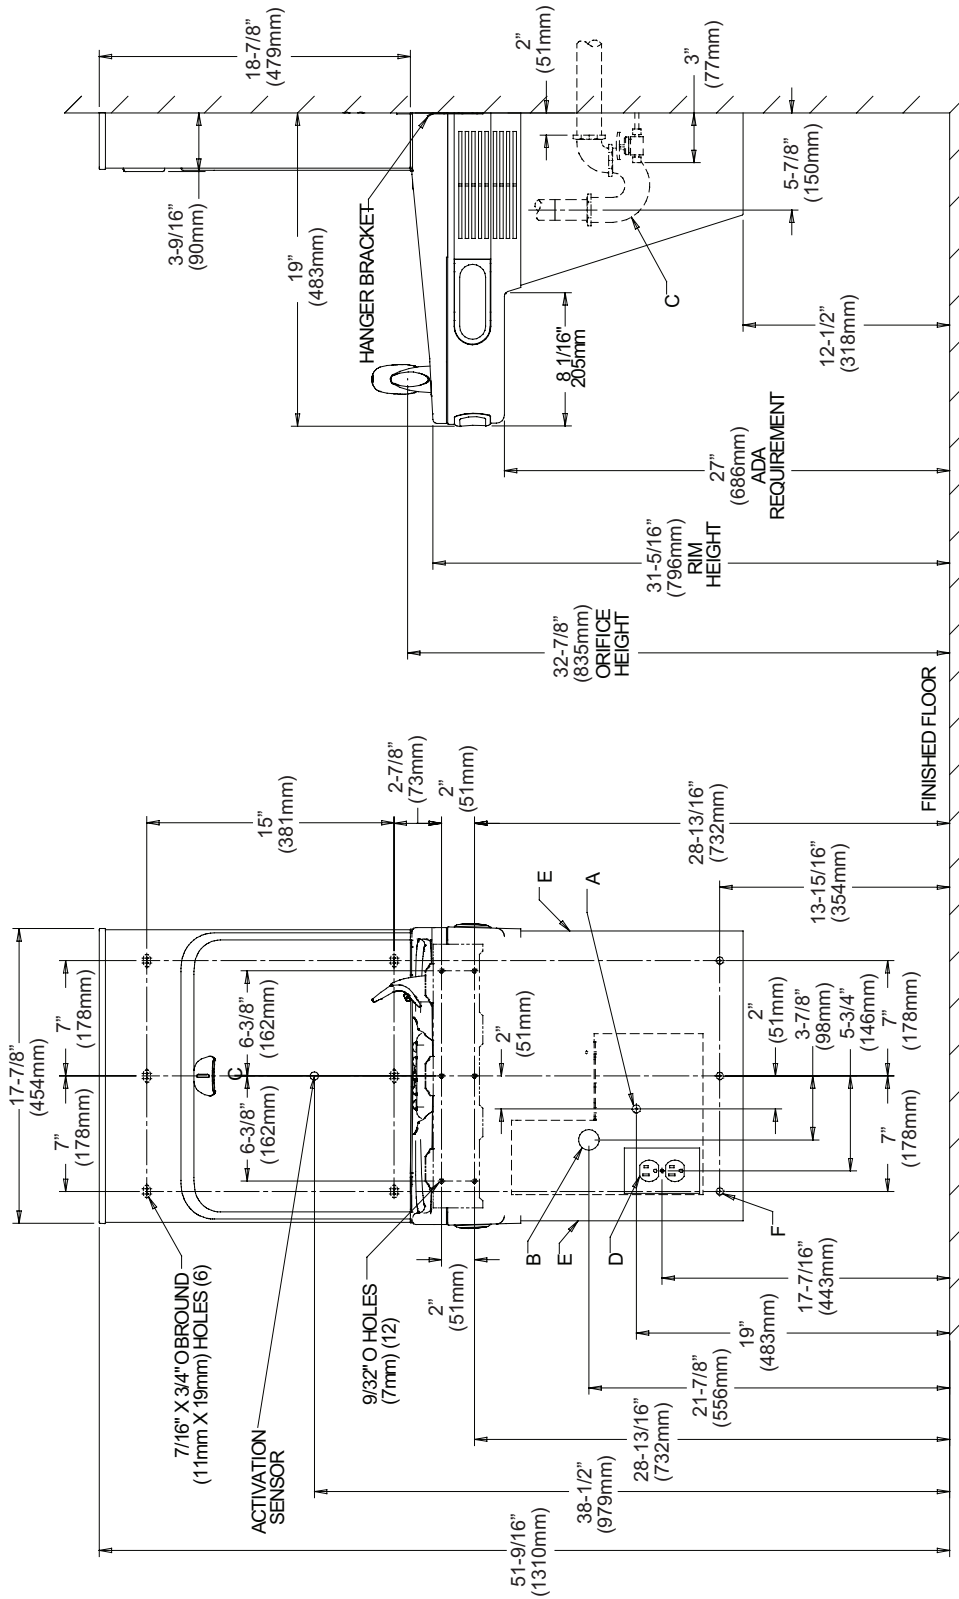 18-7/8"
(479mm)
3-9/16"
(90mm)
19"
(483mm)
2"
(51mm)
3"
(77mm)
5-7/8"
(150mm)
HANGER BRACKET
C
8 1/16"
205mm
12-1/2"
(318mm)
27"
(686mm)
ADA
REQUIREMENT
31-5/16"
(796mm)
RIM
HEIGHT
32-7/8"
(835mm)
ORIFICE
HEIGHT
FINISHED FLOOR
15"
(381mm)
2-7/8"
(73mm)
2"
(51mm)
28-13/16"
(732mm)
13-15/16"
(354mm)
17-7/8"
(454mm)
7"
(178mm)
7"
(178mm)
6-3/8"
(162mm)
C
6-3/8"
(162mm)
2"
(51mm)
E
A
2"
(51mm)
3-7/8"
(98mm)
5-3/4"
(146mm)
7"
(178mm)
7"
(178mm)
B
E
D
F
7/16" X 3/4" OBROUND
(11mm X 19mm) HOLES (6)
ACTIVATION
SENSOR
9/32" O HOLES
(7mm) (12)
2"
(51mm)
17-7/16"
(443mm)
19"
(483mm)
21-7/8"
(556mm)
28-13/16"
(732mm)
38-1/2"
(979mm)
51-9/16"
(1310mm)